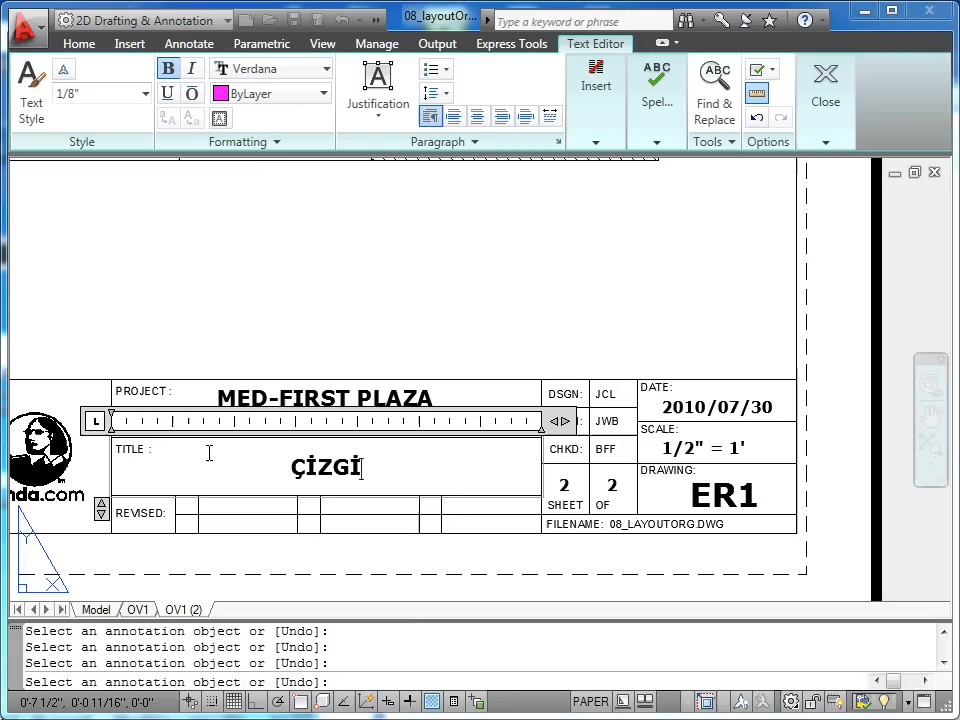 2D Drafting & Annotation
08_layoutOr...
Type a keyword or phrase
Home Insert Annotate Parametric View Manage Output Express Tools Text Editor
Text Style
1/8"
Style
B I Verdana
U O ByLayer
Formatting
A
Justification
Paragraph
Insert
ABC
Spel...
ABC
Find & Replace
Tools
Options
Close
PROJECT :
MED-FIRST PLAZA
TITLE :
ÇİZGİ
REVISED:
nda.com
DSGN: JCL
JWB
CHKD: BFF
2 2
SHEET OF
DATE:
2010/07/30
SCALE:
1/2" = 1'
DRAWING:
ER1
FILENAME: 08_LAYOUTORG.DWG
Y
X
Model OV1 OV1 (2)
Select an annotation object or [Undo]:
Select an annotation object or [Undo]:
Select an annotation object or [Undo]:
Select an annotation object or [Undo]:
0'-7 1/2", 0'-0 11/16", 0'-0"
PAPER